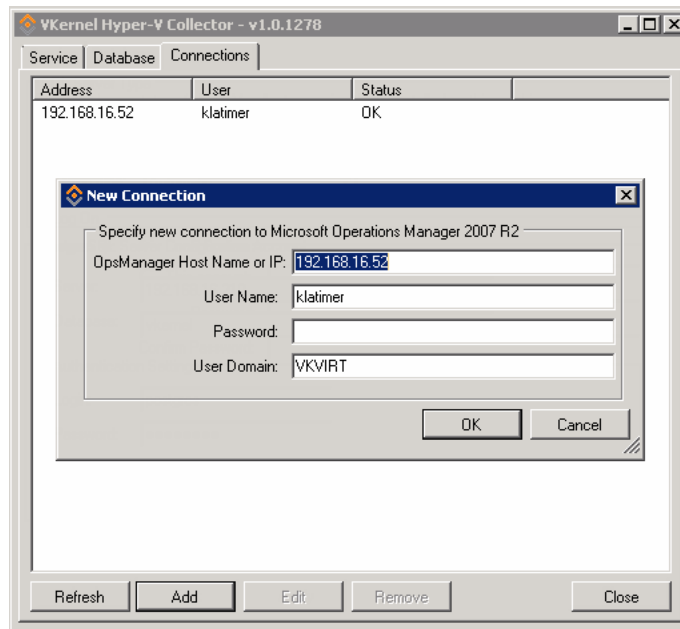 VKernel Hyper-V Collector - v1.0.1278
Service Database Connections
Address User Status
192.168.16.52 klatimer OK
New Connection
Specify new connection to Microsoft Operations Manager 2007 R2
OpsManager Host Name or IP: 192.168.16.52
User Name: klatimer
Password:
User Domain: VKVIRT
OK Cancel
Refresh Add Edit Remove Close